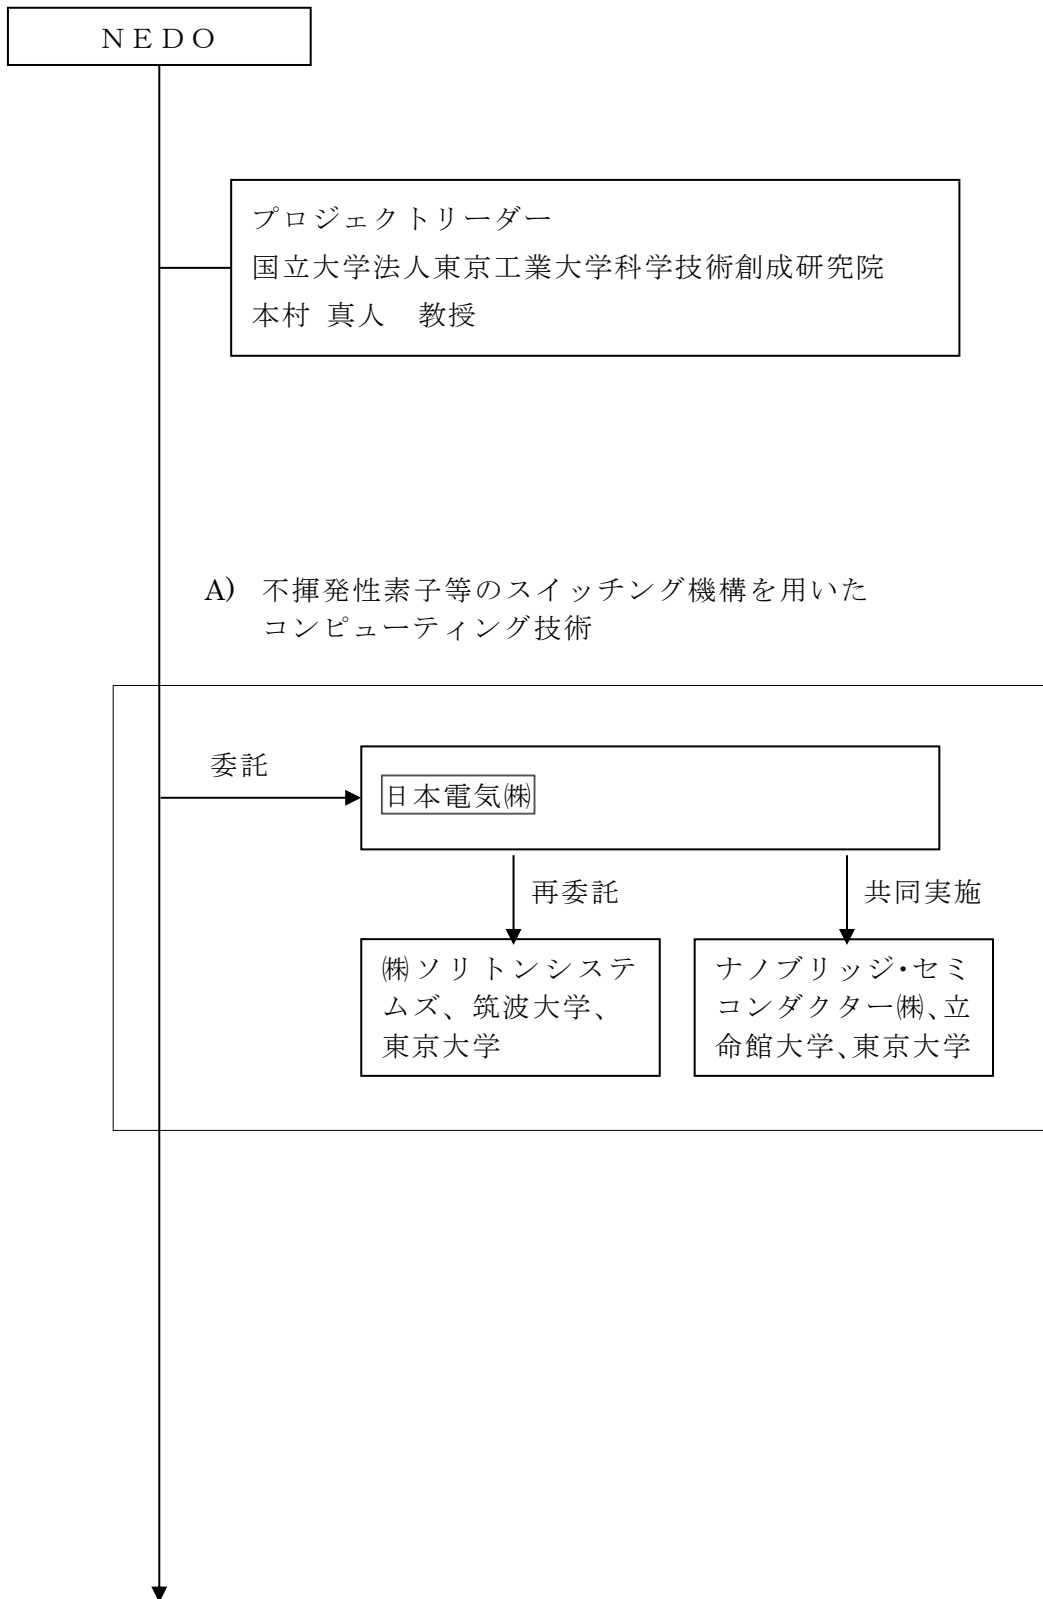 ＮＥＤＯ
プロジェクトリーダー
国立大学法人東京工業大学科学技術創成研究院
本村 真人　教授
A) 不揮発性素子等のスイッチング機構を用いた
コンピューティング技術
委託
日本電気㈱
再委託
共同実施
㈱ソリトンシステ
ムズ、筑波大学、
東京大学
ナノブリッジ・セミ
コンダクター㈱、立
命館大学、東京大学